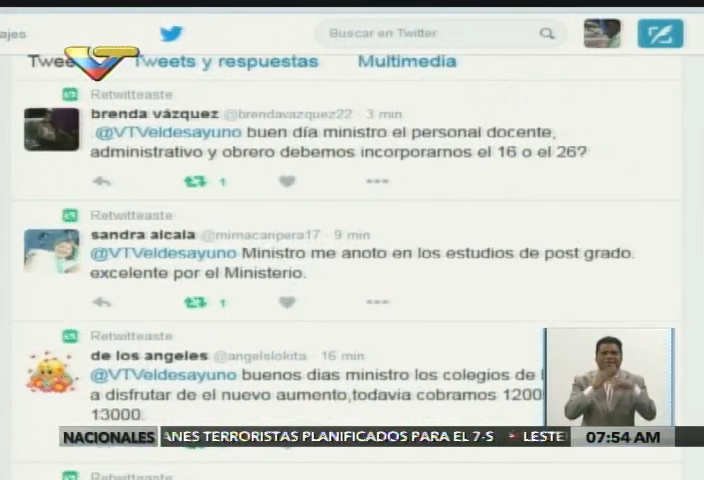 ajes
Buscar en Twitter
Twee
Tweets y respuestas
Multimedia
Retwitteaste
brenda vázquez @brendavazquez22 · 3 min
.@VTVeldesayuno buen día ministro el personal docente,
administrativo y obrero debemos incorporarnos el 16 o el 26?
1
Retwitteaste
sandra alcala @mimacanpera17 · 9 min
@VTVeldesayuno Ministro me anoto en los estudios de post grado.
excelente por el Ministerio.
1
Retwitteaste
de los angeles @angelslokita · 16 min
@VTVeldesayuno buenos dias ministro los colegios de
a disfrutar de el nuevo aumento,todavia cobramos 1200
13000.
NACIONALES
ANES TERRORISTAS PLANIFICADOS PARA EL 7-S
LESTE
07:54 AM
Retwitteaste